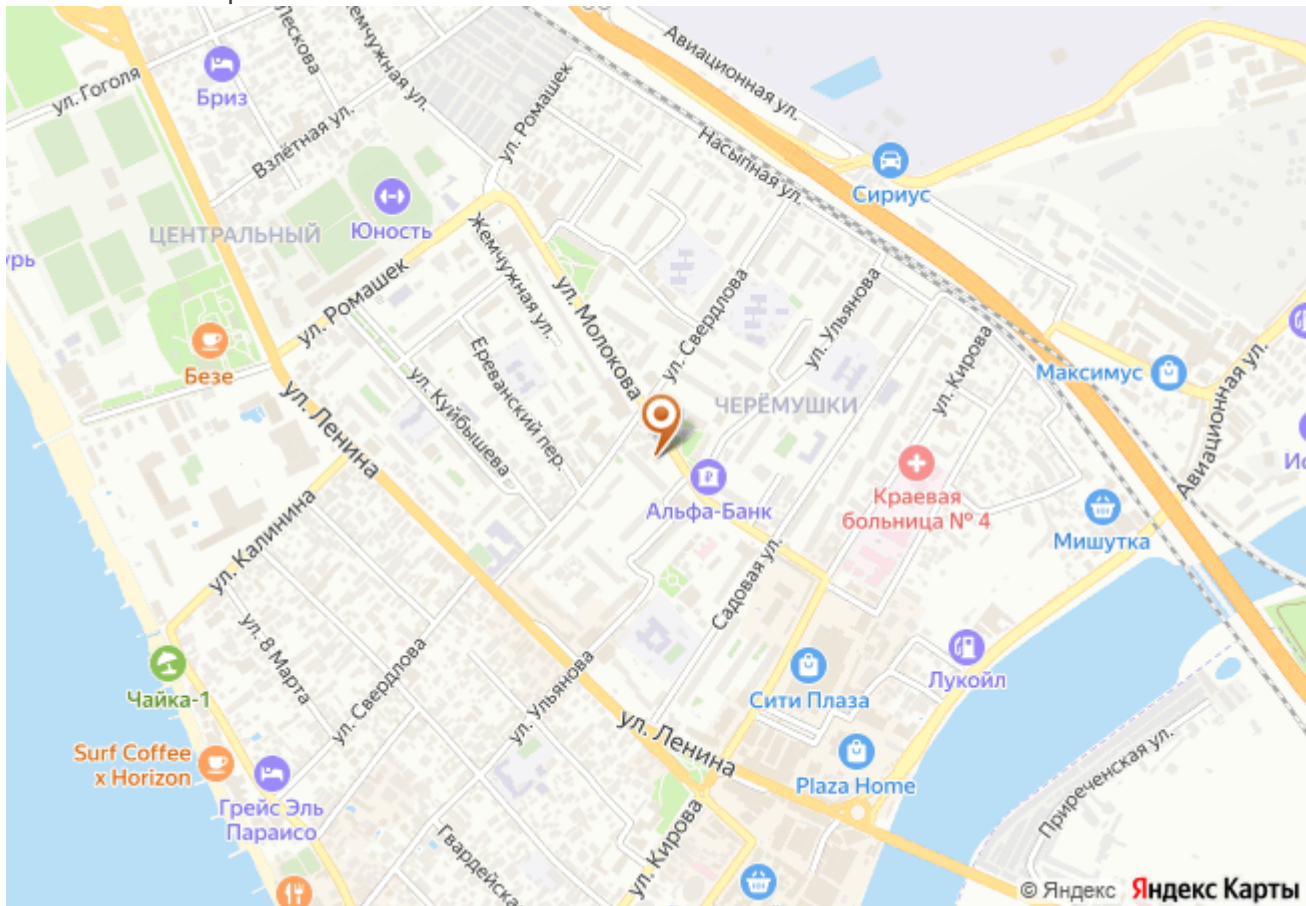 Авиационная ул.
Лескова
Жемчужная ул.
ул. Гоголя
Бриз
ул. Ромашек
Взлётная ул.
Насыпная ул.
Сириус
Юность
ЦЕНТРАЛЬНЫЙ
Жемчужная ул.
урь
ул. Ромашек
ул. Молокова
ул. Свердлова
ул. Ульянова
ул. Кирова
Безе
Ереванский пер.
ул. Куйбышева
Максимус
Авиационная ул.
ЧЕРЁМУШКИ
ул. Ленина
Альфа-Банк
Краевая
больница № 4
Мишутка
ул. Калинина
Садовая ул.
ул. 8 Марта
ул. Свердлова
ул. Ульянова
Чайка-1
Лукойл
Сити Плаза
ул. Ленина
Surf Coffee
x Horizon
Plaza Home
Приреченская ул.
Грейс Эль
Параисо
Гвардейска
ул. Кирова
© Яндекс Яндекс Карты